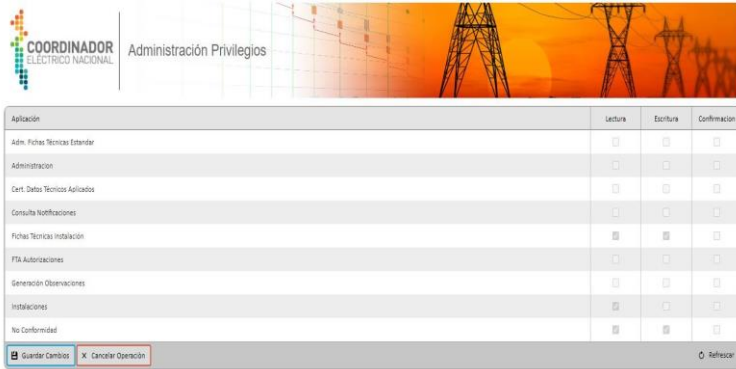 COORDINADOR
ELÉCTRICO NACIONAL
Administración Privilegios
Aplicación Lectura Escritura Confirmacion
Adm. Fichas Técnicas Estandar
Administracion
Cert. Datos Técnicos Aplicados
Consulta Notificaciones
Fichas Técnicas Instalación
FTA Autorizaciones
Generación Observaciones
Instalaciones
No Conformidad
Guardar Cambios X Cancelar Operación Refrescar